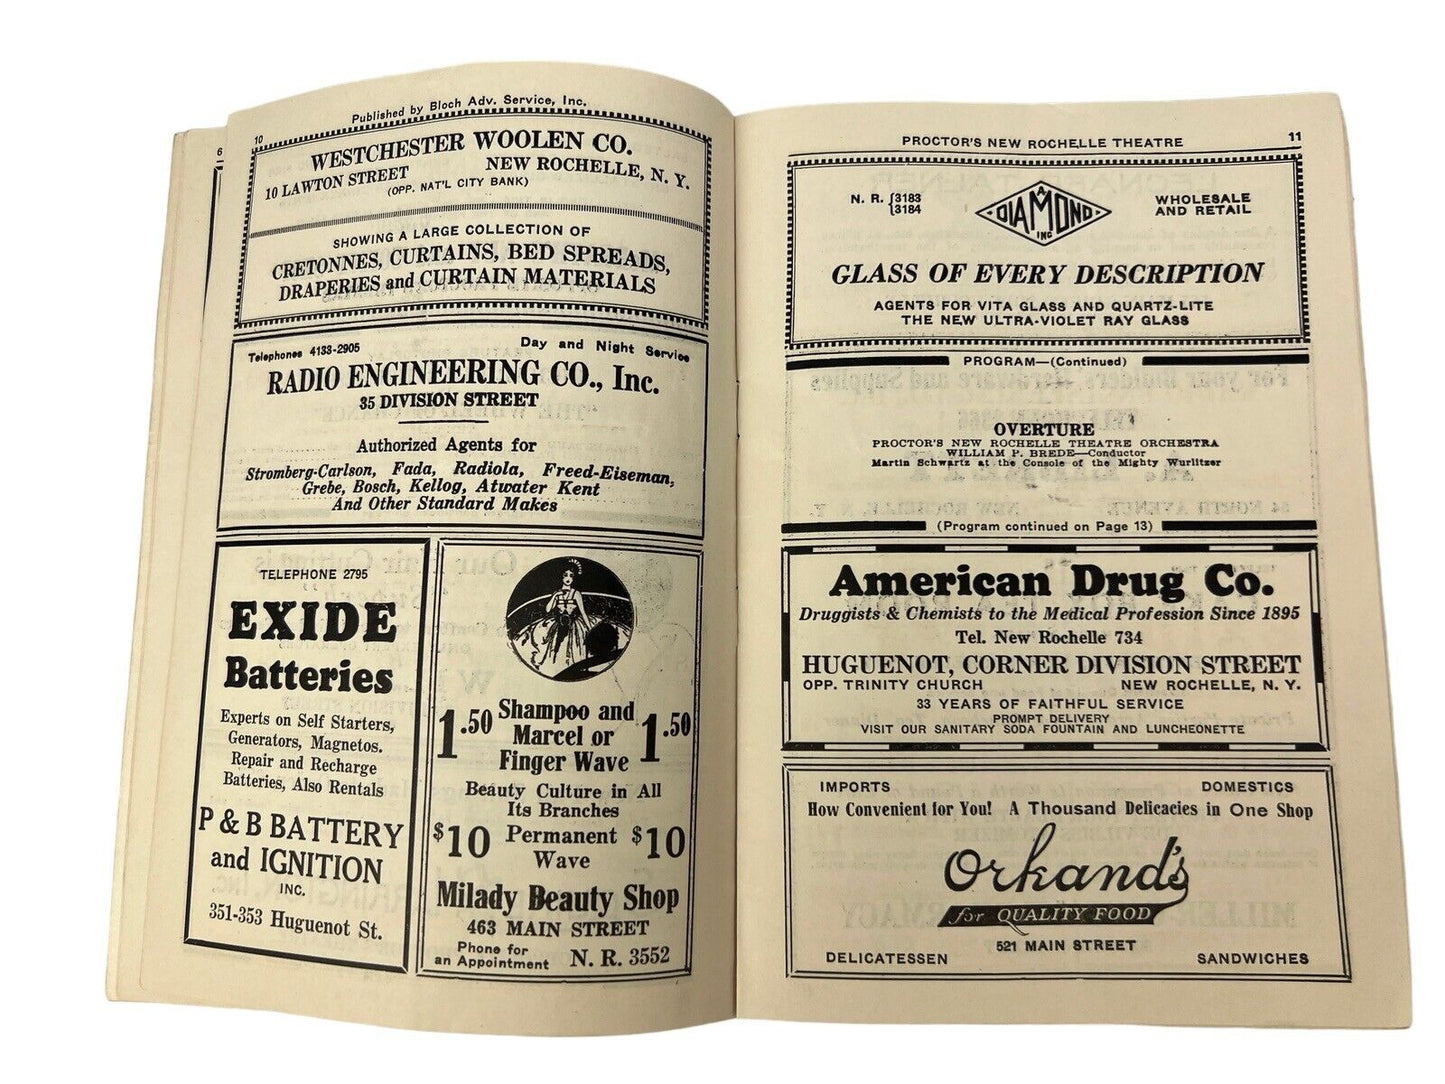 6
Published by Bloch Adv. Service, Inc.
10
WESTCHESTER WOOLEN CO.
10 LAWTON STREET NEW ROCHELLE, N. Y.
(OPP. NAT'L CITY BANK)
SHOWING A LARGE COLLECTION OF
CRETONNES, CURTAINS, BED SPREADS,
DRAPERIES and CURTAIN MATERIALS
Telephones 4133-2905 Day and Night Service
RADIO ENGINEERING CO., Inc.
35 DIVISION STREET
Authorized Agents for
Stromberg-Carlson, Fada, Radiola, Freed-Eiseman,
Grebe, Bosch, Kellog, Atwater Kent
And Other Standard Makes
TELEPHONE 2795
EXIDE
Batteries
Experts on Self Starters,
Generators, Magnetos.
Repair and Recharge
Batteries, Also Rentals
P & B BATTERY
and IGNITION
INC.
351-353 Huguenot St.
1.50 Shampoo and 1.50
Marcel or
Finger Wave
Beauty Culture in All
Its Branches
$10 Permanent $10
Wave
Milady Beauty Shop
463 MAIN STREET
Phone for
an Appointment N. R. 3552
PROCTOR'S NEW ROCHELLE THEATRE 11
N. R. {3183
{3184
A
DIAMOND
INC
WHOLESALE
AND RETAIL
GLASS OF EVERY DESCRIPTION
AGENTS FOR VITA GLASS AND QUARTZ-LITE
THE NEW ULTRA-VIOLET RAY GLASS
PROGRAM—(Continued)
OVERTURE
PROCTOR'S NEW ROCHELLE THEATRE ORCHESTRA
WILLIAM P. BREDE—Conductor
Martin Schwartz at the Console of the Mighty Wurlitzer
(Program continued on Page 13)
American Drug Co.
Druggists & Chemists to the Medical Profession Since 1895
Tel. New Rochelle 734
HUGUENOT, CORNER DIVISION STREET
OPP. TRINITY CHURCH NEW ROCHELLE, N. Y.
33 YEARS OF FAITHFUL SERVICE
PROMPT DELIVERY
VISIT OUR SANITARY SODA FOUNTAIN AND LUNCHEONETTE
IMPORTS DOMESTICS
How Convenient for You! A Thousand Delicacies in One Shop
Orkand's
for QUALITY FOOD
521 MAIN STREET
DELICATESSEN SANDWICHES